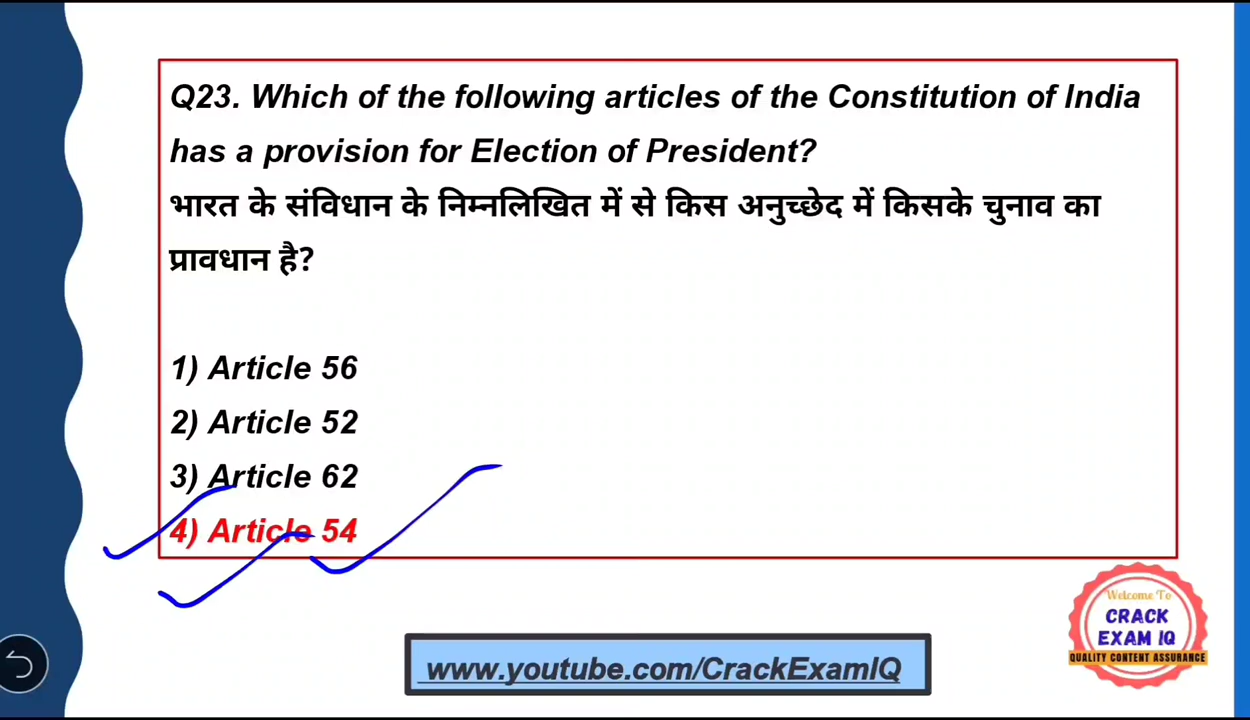 Q23. Which of the following articles of the Constitution of India
has a provision for Election of President?
भारत के संविधान के निम्नलिखित में से किस अनुच्छेद में किसके चुनाव का
प्रावधान है?
1) Article 56
2) Article 52
3) Article 62
4) Article 54
Welcome To
CRACK
EXAM IQ
QUALITY CONTENT ASSURANCE
www.youtube.com/CrackExamIQ